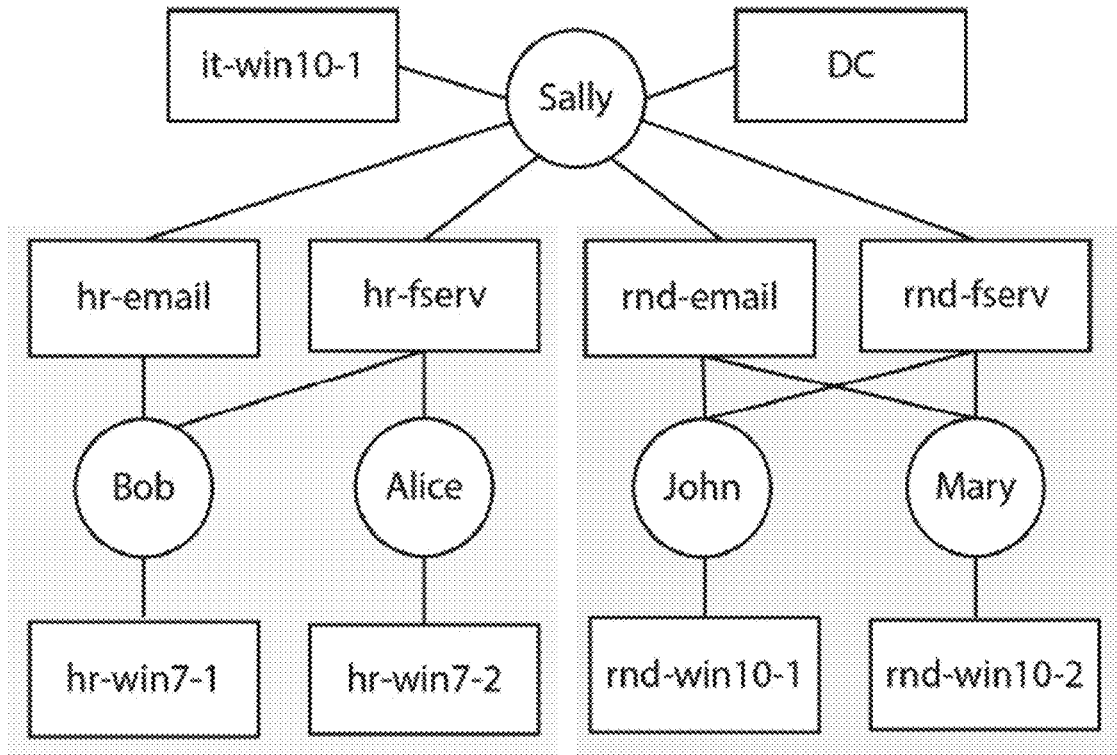 it-win10-1
Sally
DC
hr-email
hr-fserv
rnd-email
rnd-fserv
Bob
Alice
John
Mary
hr-win7-1
hr-win7-2
rnd-win10-1
rnd-win10-2